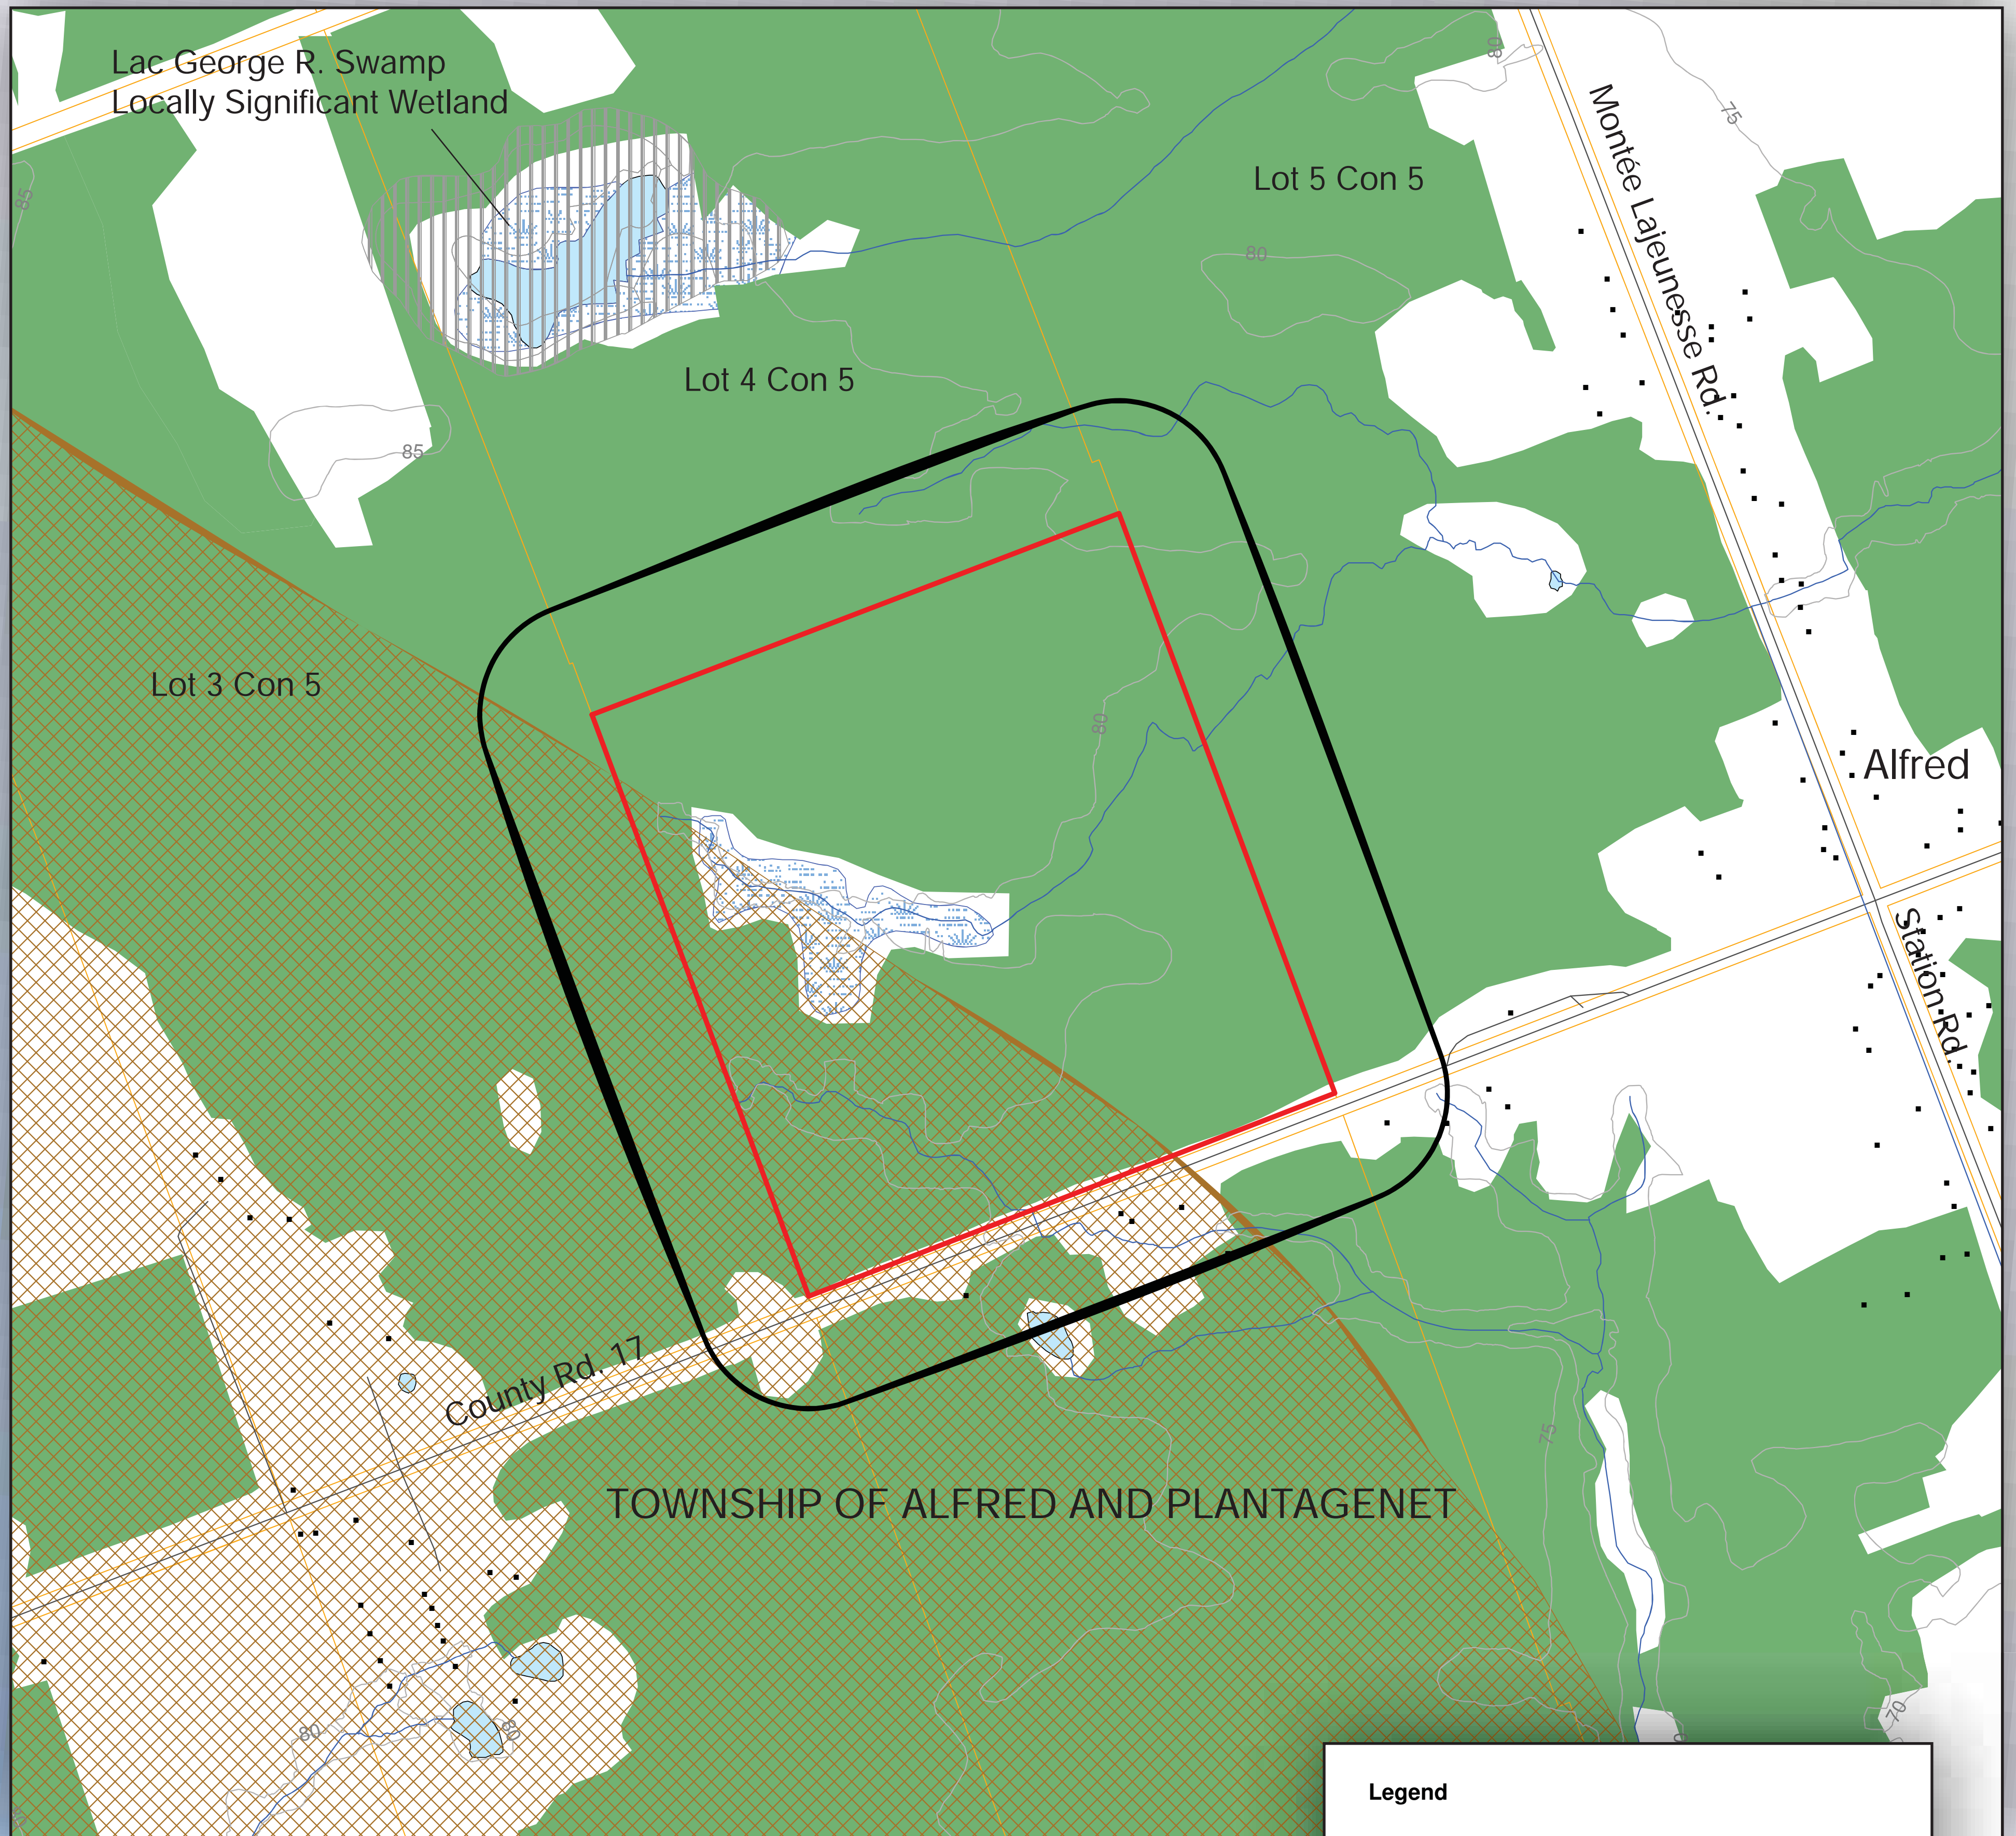 Lac George R. Swamp
Locally Significant Wetland
80
75
Montée Lajeunesse Rd.
Lot 5 Con 5
85
80
Lot 4 Con 5
85
Lot 3 Con 5
80
Alfred
Station Rd.
County Rd. 17
75
TOWNSHIP OF ALFRED AND PLANTAGENET
80
80
70
Legend